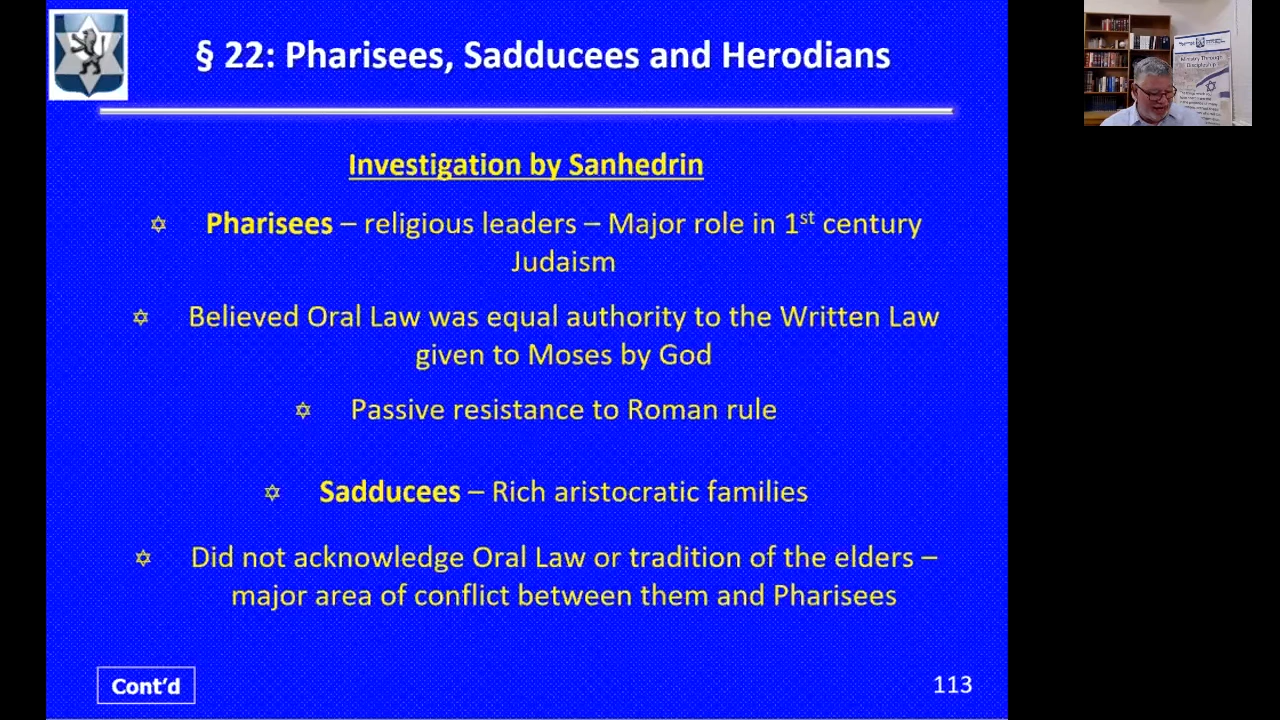 § 22: Pharisees, Sadducees and Herodians
Investigation by Sanhedrin
Pharisees – religious leaders – Major role in 1st century
Judaism
Believed Oral Law was equal authority to the Written Law
given to Moses by God
Passive resistance to Roman rule
Sadducees – Rich aristocratic families
Did not acknowledge Oral Law or tradition of the elders –
major area of conflict between them and Pharisees
Cont'd
113
Ministry Through
Discipleship